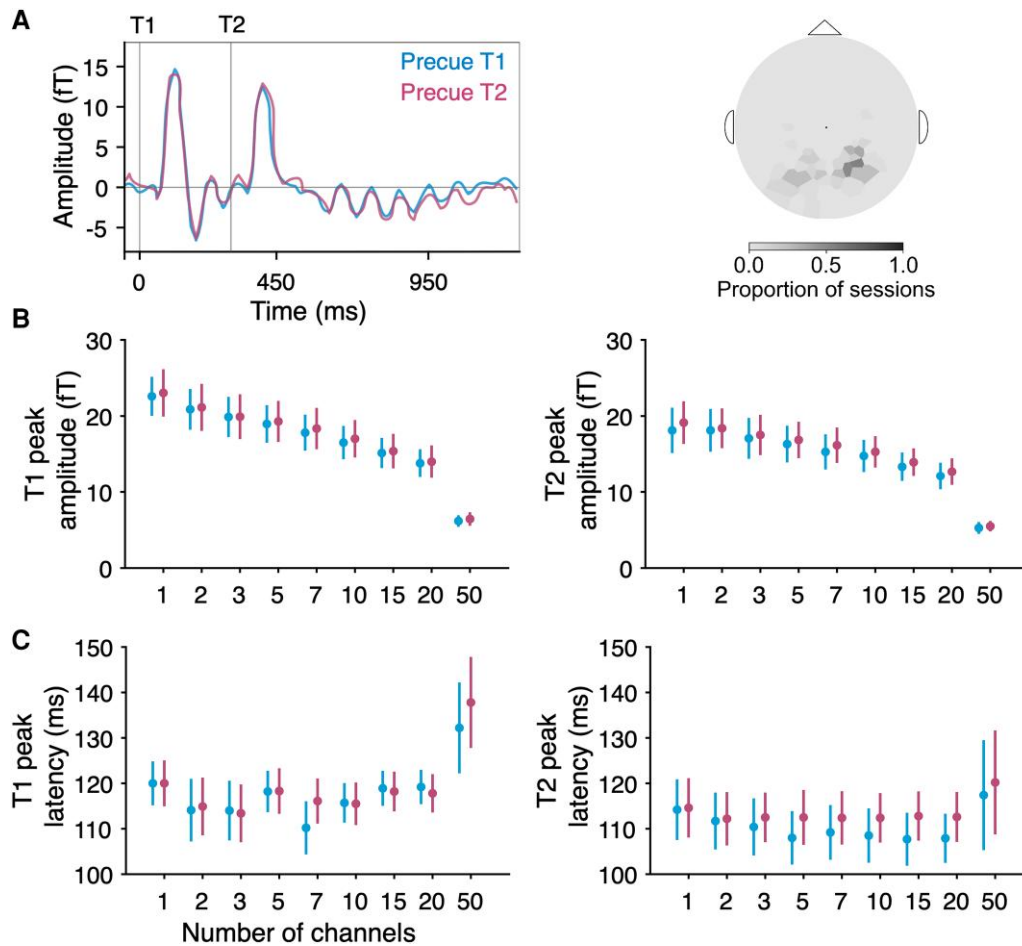 A
T1
T2
Precue T1
Precue T2
Amplitude (fT)
15
10
5
0
-5
0
450
950
Time (ms)
0.0
0.5
1.0
Proportion of sessions
B
T1 peak
amplitude (fT)
30
20
10
0
1 2 3 5 7 10 15 20 50
T2 peak
amplitude (fT)
30
20
10
0
1 2 3 5 7 10 15 20 50
C
T1 peak
latency (ms)
150
140
130
120
110
100
1 2 3 5 7 10 15 20 50
Number of channels
T2 peak
latency (ms)
150
140
130
120
110
100
1 2 3 5 7 10 15 20 50